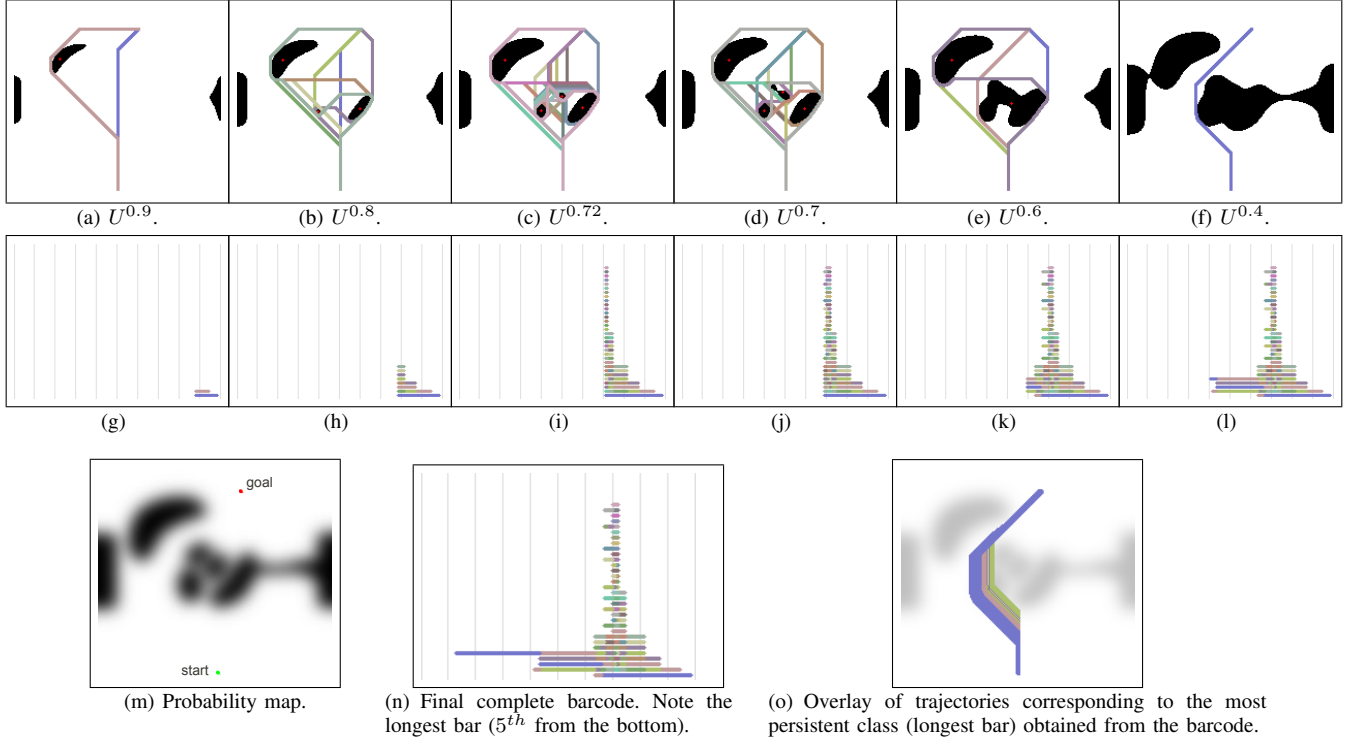 (a) U^{0.9}.
(b) U^{0.8}.
(c) U^{0.72}.
(d) U^{0.7}.
(e) U^{0.6}.
(f) U^{0.4}.
(g)
(h)
(i)
(j)
(k)
(l)
goal
start
(m) Probability map.
(n) Final complete barcode. Note the
longest bar (5^{th} from the bottom).
(o) Overlay of trajectories corresponding to the most
persistent class (longest bar) obtained from the barcode.